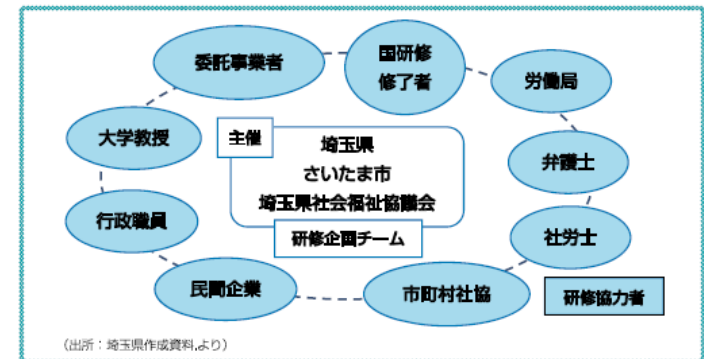 委託事業者
国研修
修了者
労働局
大学教授
主催
埼玉県
さいたま市
埼玉県社会福祉協議会
研修企画チーム
弁護士
行政職員
社労士
民間企業
市町村社協
研修協力者
（出所：埼玉県作成資料より）